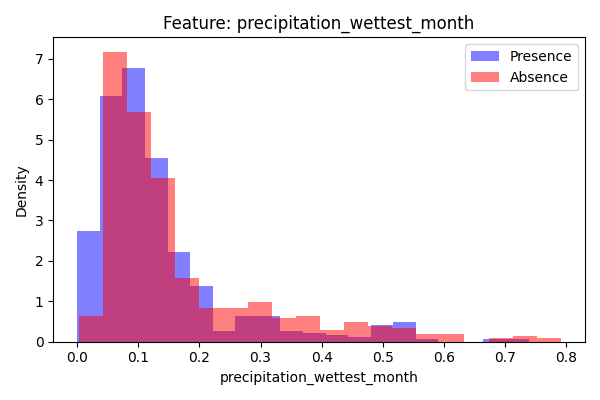 Feature: precipitation_wettest_month
Presence
Absence
Density
7
6
5
4
3
2
1
0
0.0 0.1 0.2 0.3 0.4 0.5 0.6 0.7 0.8
precipitation_wettest_month